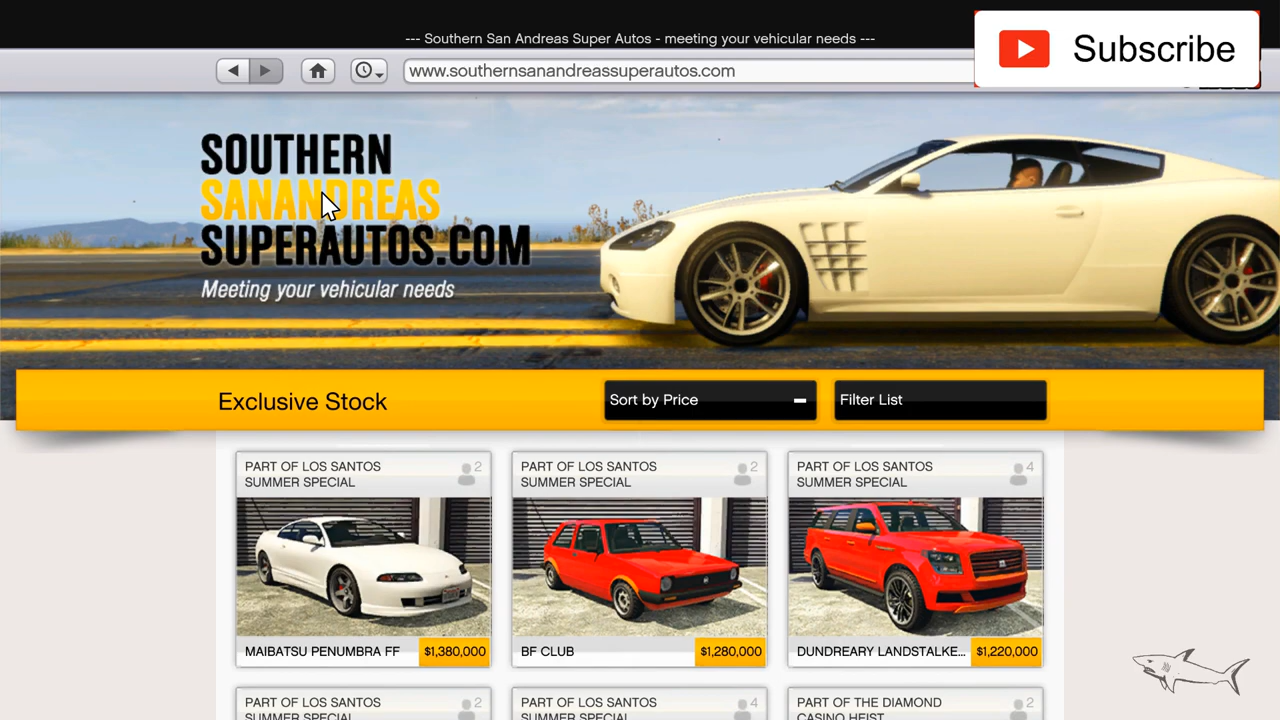 --- Southern San Andreas Super Autos - meeting your vehicular needs ---
Subscribe
www.southernsanandreassuperautos.com
SOUTHERN
SANANDREAS
SUPERAUTOS.COM
Meeting your vehicular needs
Exclusive Stock
Sort by Price
Filter List
PART OF LOS SANTOS
SUMMER SPECIAL
2
PART OF LOS SANTOS
SUMMER SPECIAL
2
PART OF LOS SANTOS
SUMMER SPECIAL
4
MAIBATSU PENUMBRA FF
$1,380,000
BF CLUB
$1,280,000
DUNDREARY LANDSTALKE...
$1,220,000
PART OF LOS SANTOS
SUMMER SPECIAL
2
PART OF LOS SANTOS
SUMMER SPECIAL
4
PART OF THE DIAMOND
CASINO HEIST
2